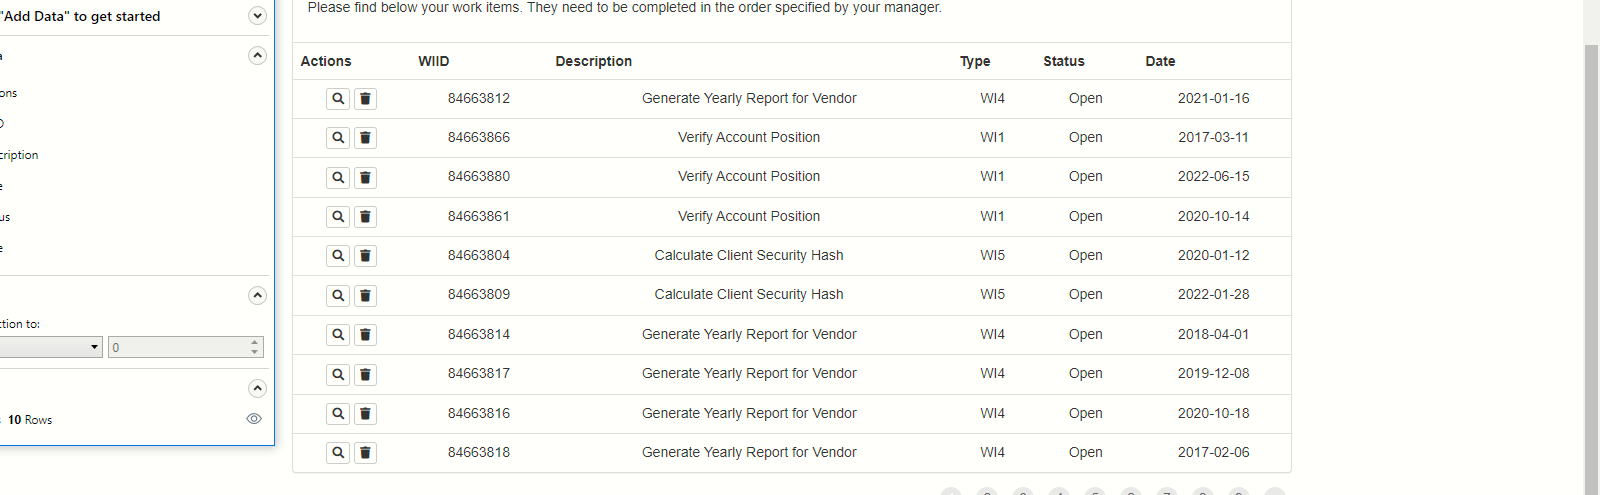 "Add Data" to get started
ons
cription
us
ction to:
0
10 Rows
Please find below your work items. They need to be completed in the order specified by your manager.
Actions WIID Description Type Status Date
84663812 Generate Yearly Report for Vendor WI4 Open 2021-01-16
84663866 Verify Account Position WI1 Open 2017-03-11
84663880 Verify Account Position WI1 Open 2022-06-15
84663861 Verify Account Position WI1 Open 2020-10-14
84663804 Calculate Client Security Hash WI5 Open 2020-01-12
84663809 Calculate Client Security Hash WI5 Open 2022-01-28
84663814 Generate Yearly Report for Vendor WI4 Open 2018-04-01
84663817 Generate Yearly Report for Vendor WI4 Open 2019-12-08
84663816 Generate Yearly Report for Vendor WI4 Open 2020-10-18
84663818 Generate Yearly Report for Vendor WI4 Open 2017-02-06